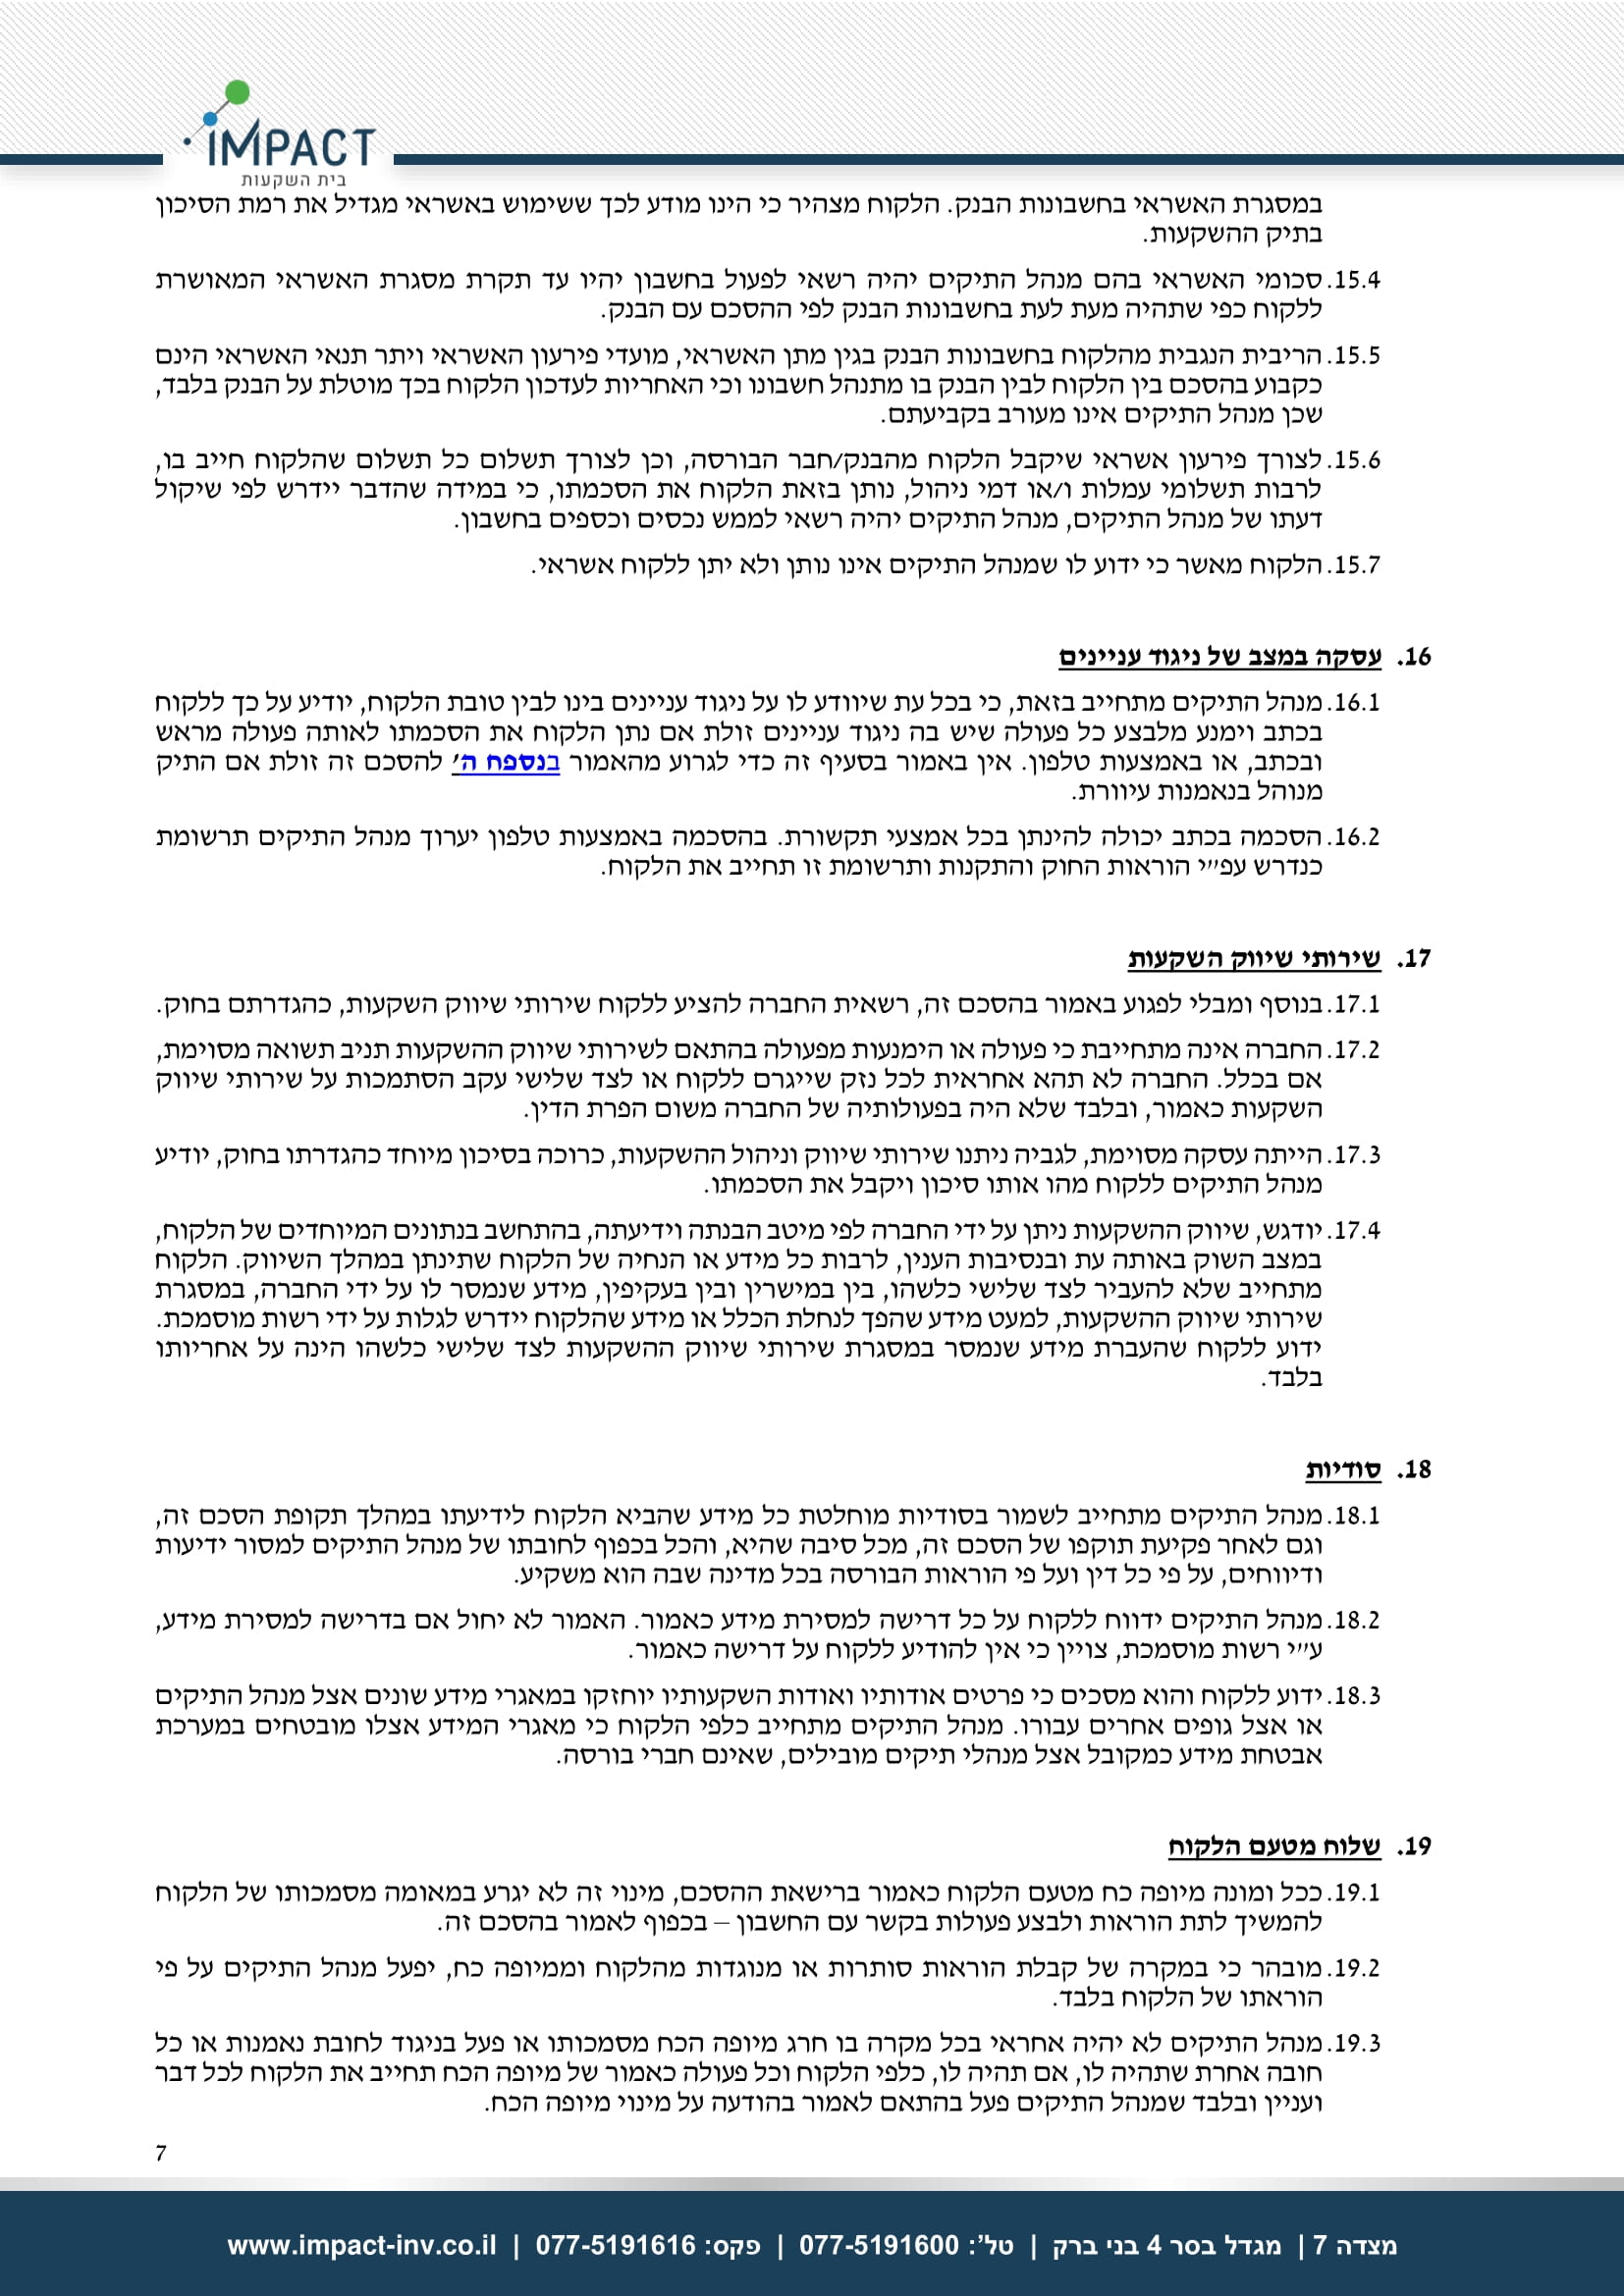 IMPACT
בית השקעות
במסגרת האשראי בחשבונות הבנק. הלקוח מצהיר כי הינו מודע לכך ששימוש באשראי מגדיל את רמת הסיכון
בתיק ההשקעות.
15.4. סכומי האשראי בהם מנהל התיקים יהיה רשאי לפעול בחשבון יהיו עד תקרת מסגרת האשראי המאושרת
ללקוח כפי שתהיה מעת לעת בחשבונות הבנק לפי ההסכם עם הבנק.
15.5. הריבית הנגבית מהלקוח בחשבונות הבנק בגין מתן האשראי, מועדי פירעון האשראי ויתר תנאי האשראי הינם
כקבוע בהסכם בין הלקוח לבין הבנק בו מתנהל חשבונו וכי האחריות לעדכון הלקוח בכך מוטלת על הבנק בלבד,
שכן מנהל התיקים אינו מעורב בקביעתם.
15.6. לצורך פירעון אשראי שיקבל הלקוח מהבנק/חבר הבורסה, וכן לצורך תשלום כל תשלום שהלקוח חייב בו,
לרבות תשלומי עמלות ו/או דמי ניהול, נותן בזאת הלקוח את הסכמתו, כי במידה שהדבר יידרש לפי שיקול
דעתו של מנהל התיקים, מנהל התיקים יהיה רשאי לממש נכסים וכספים בחשבון.
15.7. הלקוח מאשר כי ידוע לו שמנהל התיקים אינו נותן ולא יתן ללקוח אשראי.
16. עסקה במצב של ניגוד עניינים
16.1. מנהל התיקים מתחייב בזאת, כי בכל עת שיוודע לו על ניגוד עניינים בינו לבין טובת הלקוח, יודיע על כך ללקוח
בכתב וימנע מלבצע כל פעולה שיש בה ניגוד עניינים זולת אם נתן הלקוח את הסכמתו לאותה פעולה מראש
ובכתב, או באמצעות טלפון. אין באמור בסעיף זה כדי לגרוע מהאמור בנספח ה' להסכם זה זולת אם התיק
מנוהל בנאמנות עיוורת.
16.2. הסכמה בכתב יכולה להינתן בכל אמצעי תקשורת. בהסכמה באמצעות טלפון יערוך מנהל התיקים תרשומת
כנדרש עפ"י הוראות החוק והתקנות ותרשומת זו תחייב את הלקוח.
17. שירותי שיווק השקעות
17.1. בנוסף ומבלי לפגוע באמור בהסכם זה, רשאית החברה להציע ללקוח שירותי שיווק השקעות, כהגדרתם בחוק.
17.2. החברה אינה מתחייבת כי פעולה או הימנעות מפעולה בהתאם לשירותי שיווק ההשקעות תניב תשואה מסוימת,
אם בכלל. החברה לא תהא אחראית לכל נזק שייגרם ללקוח או לצד שלישי עקב הסתמכות על שירותי שיווק
השקעות כאמור, ובלבד שלא היה בפעולותיה של החברה משום הפרת הדין.
17.3. הייתה עסקה מסוימת, לגביה ניתנו שירותי שיווק וניהול ההשקעות, כרוכה בסיכון מיוחד כהגדרתו בחוק, יודיע
מנהל התיקים ללקוח מהו אותו סיכון ויקבל את הסכמתו.
17.4. יודגש, שיווק ההשקעות ניתן על ידי החברה לפי מיטב הבנתה וידיעתה, בהתחשב בנתונים המיוחדים של הלקוח,
במצב השוק באותה עת ובנסיבות הענין, לרבות כל מידע או הנחיה של הלקוח שתינתן במהלך השיווק. הלקוח
מתחייב שלא להעביר לצד שלישי כלשהו, בין במישרין ובין בעקיפין, מידע שנמסר לו על ידי החברה, במסגרת
שירותי שיווק ההשקעות, למעט מידע שהפך לנחלת הכלל או מידע שהלקוח יידרש לגלות על ידי רשות מוסמכת.
ידוע ללקוח שהעברת מידע שנמסר במסגרת שירותי שיווק ההשקעות לצד שלישי כלשהו הינה על אחריותו
בלבד.
18. סודיות
18.1. מנהל התיקים מתחייב לשמור בסודיות מוחלטת כל מידע שהביא הלקוח לידיעתו במהלך תקופת הסכם זה,
וגם לאחר פקיעת תוקפו של הסכם זה, מכל סיבה שהיא, והכל בכפוף לחובתו של מנהל התיקים למסור ידיעות
ודיווחים, על פי כל דין ועל פי הוראות הבורסה בכל מדינה שבה הוא משקיע.
18.2. מנהל התיקים ידווח ללקוח על כל דרישה למסירת מידע כאמור. האמור לא יחול אם בדרישה למסירת מידע,
ע"י רשות מוסמכת, צויין כי אין להודיע ללקוח על דרישה כאמור.
18.3. ידוע ללקוח והוא מסכים כי פרטים אודותיו ואודות השקעותיו יוחזקו במאגרי מידע שונים אצל מנהל התיקים
או אצל גופים אחרים עבורו. מנהל התיקים מתחייב כלפי הלקוח כי מאגרי המידע אצלו מובטחים במערכת
אבטחת מידע כמקובל אצל מנהלי תיקים מובילים, שאינם חברי בורסה.
19. שלוח מטעם הלקוח
19.1. ככל ומונה מיופה כח מטעם הלקוח כאמור ברישאת ההסכם, מינוי זה לא יגרע במאומה מסמכותו של הלקוח
להמשיך לתת הוראות ולבצע פעולות בקשר עם החשבון – בכפוף לאמור בהסכם זה.
19.2. מובהר כי במקרה של קבלת הוראות סותרות או מנוגדות מהלקוח וממיופה כח, יפעל מנהל התיקים על פי
הוראתו של הלקוח בלבד.
19.3. מנהל התיקים לא יהיה אחראי בכל מקרה בו חרג מיופה הכח מסמכותו או פעל בניגוד לחובת נאמנות או כל
חובה אחרת שתהיה לו, אם תהיה לו, כלפי הלקוח וכל פעולה כאמור של מיופה הכח תחייב את הלקוח לכל דבר
ועניין ובלבד שמנהל התיקים פעל בהתאם לאמור בהודעה על מינוי מיופה הכח.
7
מצדה 7 | מגדל בסר 4 בני ברק | טל': 077-5191600 | פקס: 077-5191616 | www.impact-inv.co.il